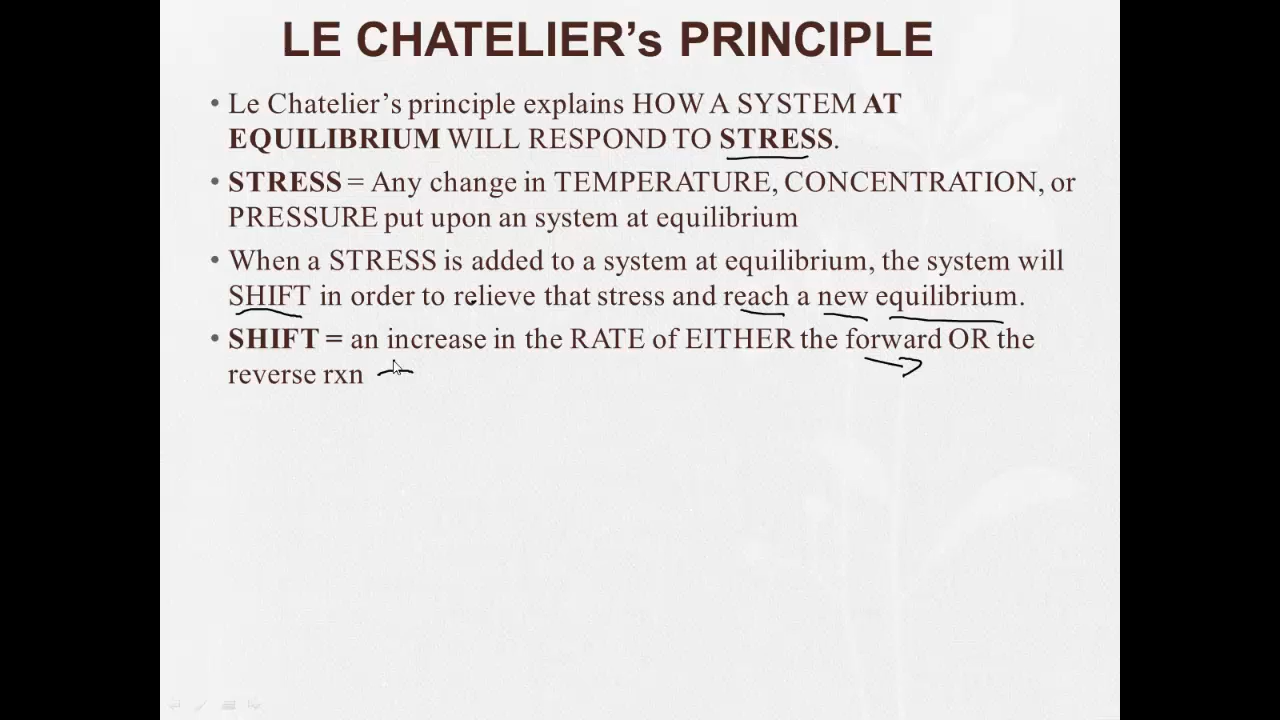 LE CHATELIER’s PRINCIPLE
• Le Chatelier’s principle explains HOW A SYSTEM AT
EQUILIBRIUM WILL RESPOND TO STRESS.
• STRESS = Any change in TEMPERATURE, CONCENTRATION, or
PRESSURE put upon an system at equilibrium
• When a STRESS is added to a system at equilibrium, the system will
SHIFT in order to relieve that stress and reach a new equilibrium.
• SHIFT = an increase in the RATE of EITHER the forward OR the
reverse rxn